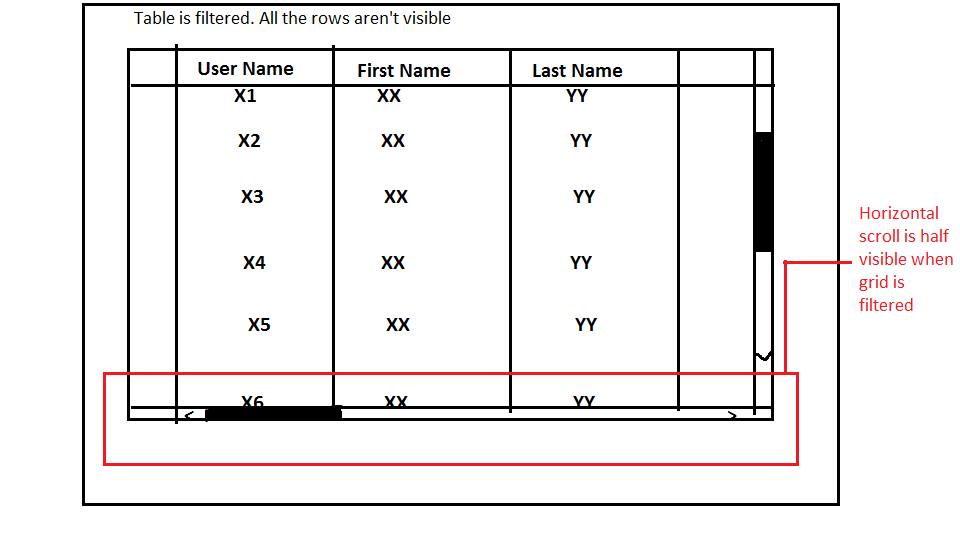 Table is filtered. All the rows aren't visible
User Name First Name Last Name
X1 XX YY
X2 XX YY
X3 XX YY
X4 XX YY
X5 XX YY
X6 XX YY
< >
Horizontal
scroll is half
visible when
grid is
filtered